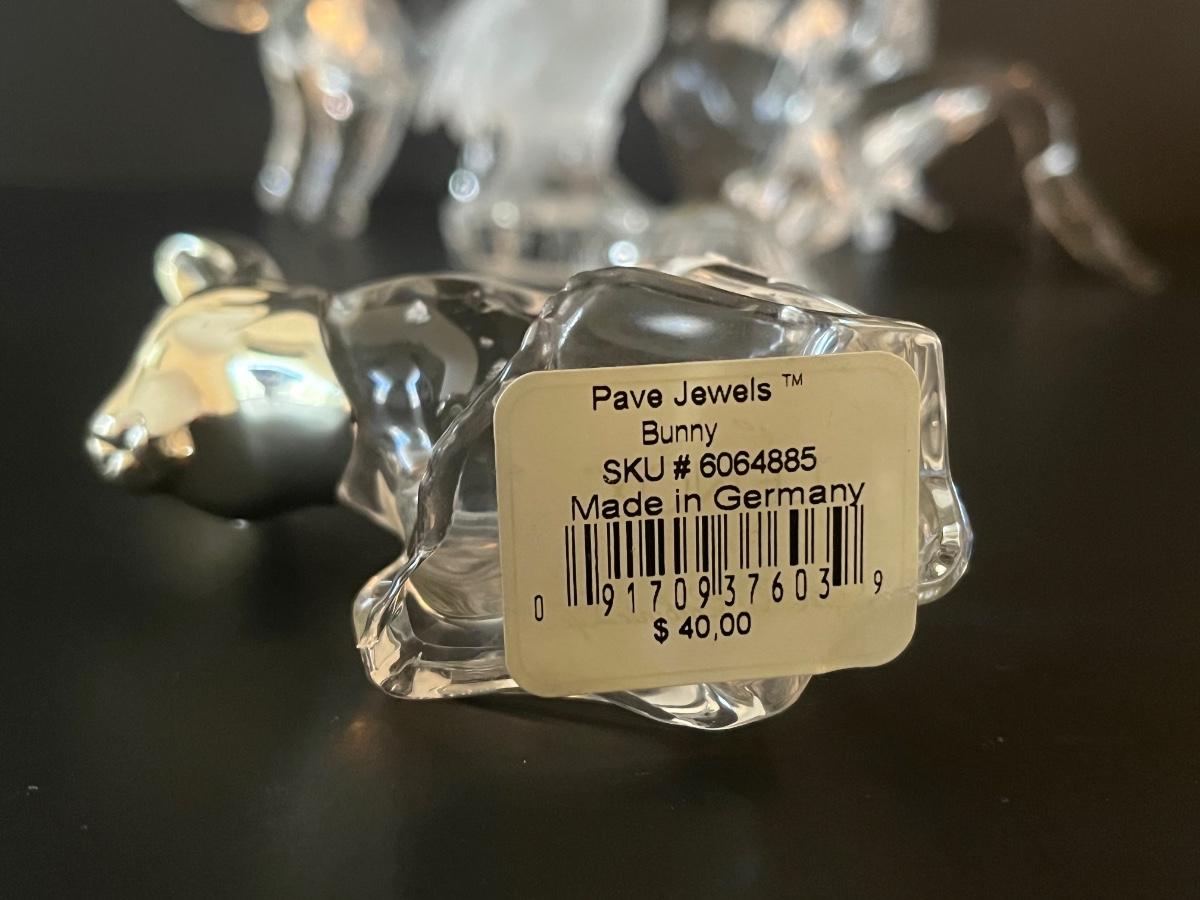 Pave Jewels ™
Bunny
SKU # 6064885
Made in Germany
0 91709 37603 9
$ 40,00